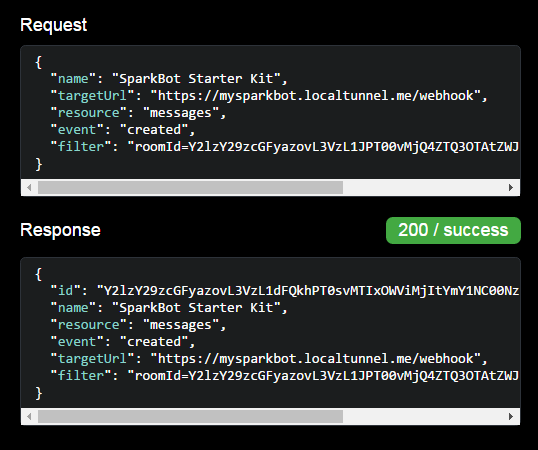 Request
{
"name": "SparkBot Starter Kit",
"targetUrl": "https://mysparkbot.localtunnel.me/webhook",
"resource": "messages",
"event": "created",
"filter": "roomId=Y2lzY29zcGFyazovL3VzL1JPT00vMjQ4ZTQ3OTAtZWJ
}
Response
200 / success
{
"id": "Y2lzY29zcGFyazovL3VzL1dFQkhPT0svMTIxOWViMjItYmY1NC00Nz
"name": "SparkBot Starter Kit",
"resource": "messages",
"event": "created",
"targetUrl": "https://mysparkbot.localtunnel.me/webhook",
"filter": "roomId=Y2lzY29zcGFyazovL3VzL1JPT00vMjQ4ZTQ3OTAtZWJ
}